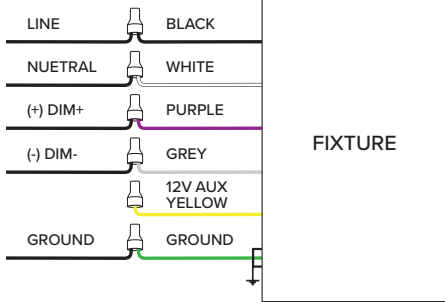 LINE BLACK
NUETRAL WHITE
(+) DIM+ PURPLE
(-) DIM- GREY
12V AUX
YELLOW
GROUND GROUND
FIXTURE